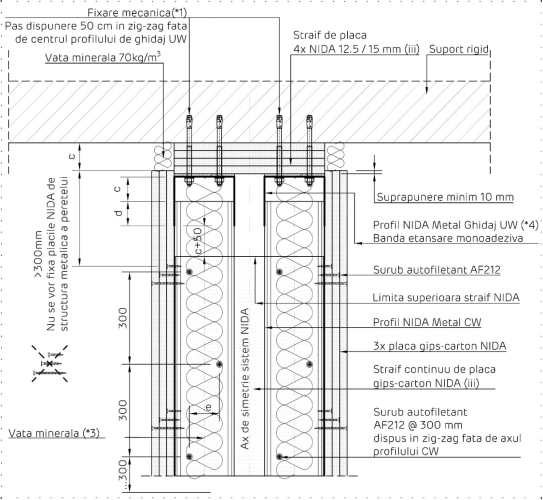 Fixare mecanica(*1)
Pas dispunere 50 cm in zig-zag fata
de centrul profilului de ghidaj UW
Vata minerala 70kg/m³
Straif de placa
4x NIDA 12.5 / 15 mm (iii)
Suport rigid
c
c
d
c+50
>300mm
Nu se vor fixa placile NIDA de
structura metalica a peretelui
Suprapunere minim 10 mm
Profil NIDA Metal Ghidaj UW (*4)
Banda etansare monoadeziva
Surub autofiletant AF212
Limita superioara straif NIDA
Profil NIDA Metal CW
3x placa gips-carton NIDA
Straif continuu de placa
gips-carton NIDA (iii)
Surub autofiletant
AF212 @ 300 mm
dispus in zig-zag fata de axul
profilului CW
300
300
300
e
Ax de simetrie sistem NIDA
Vata minerala (*3)